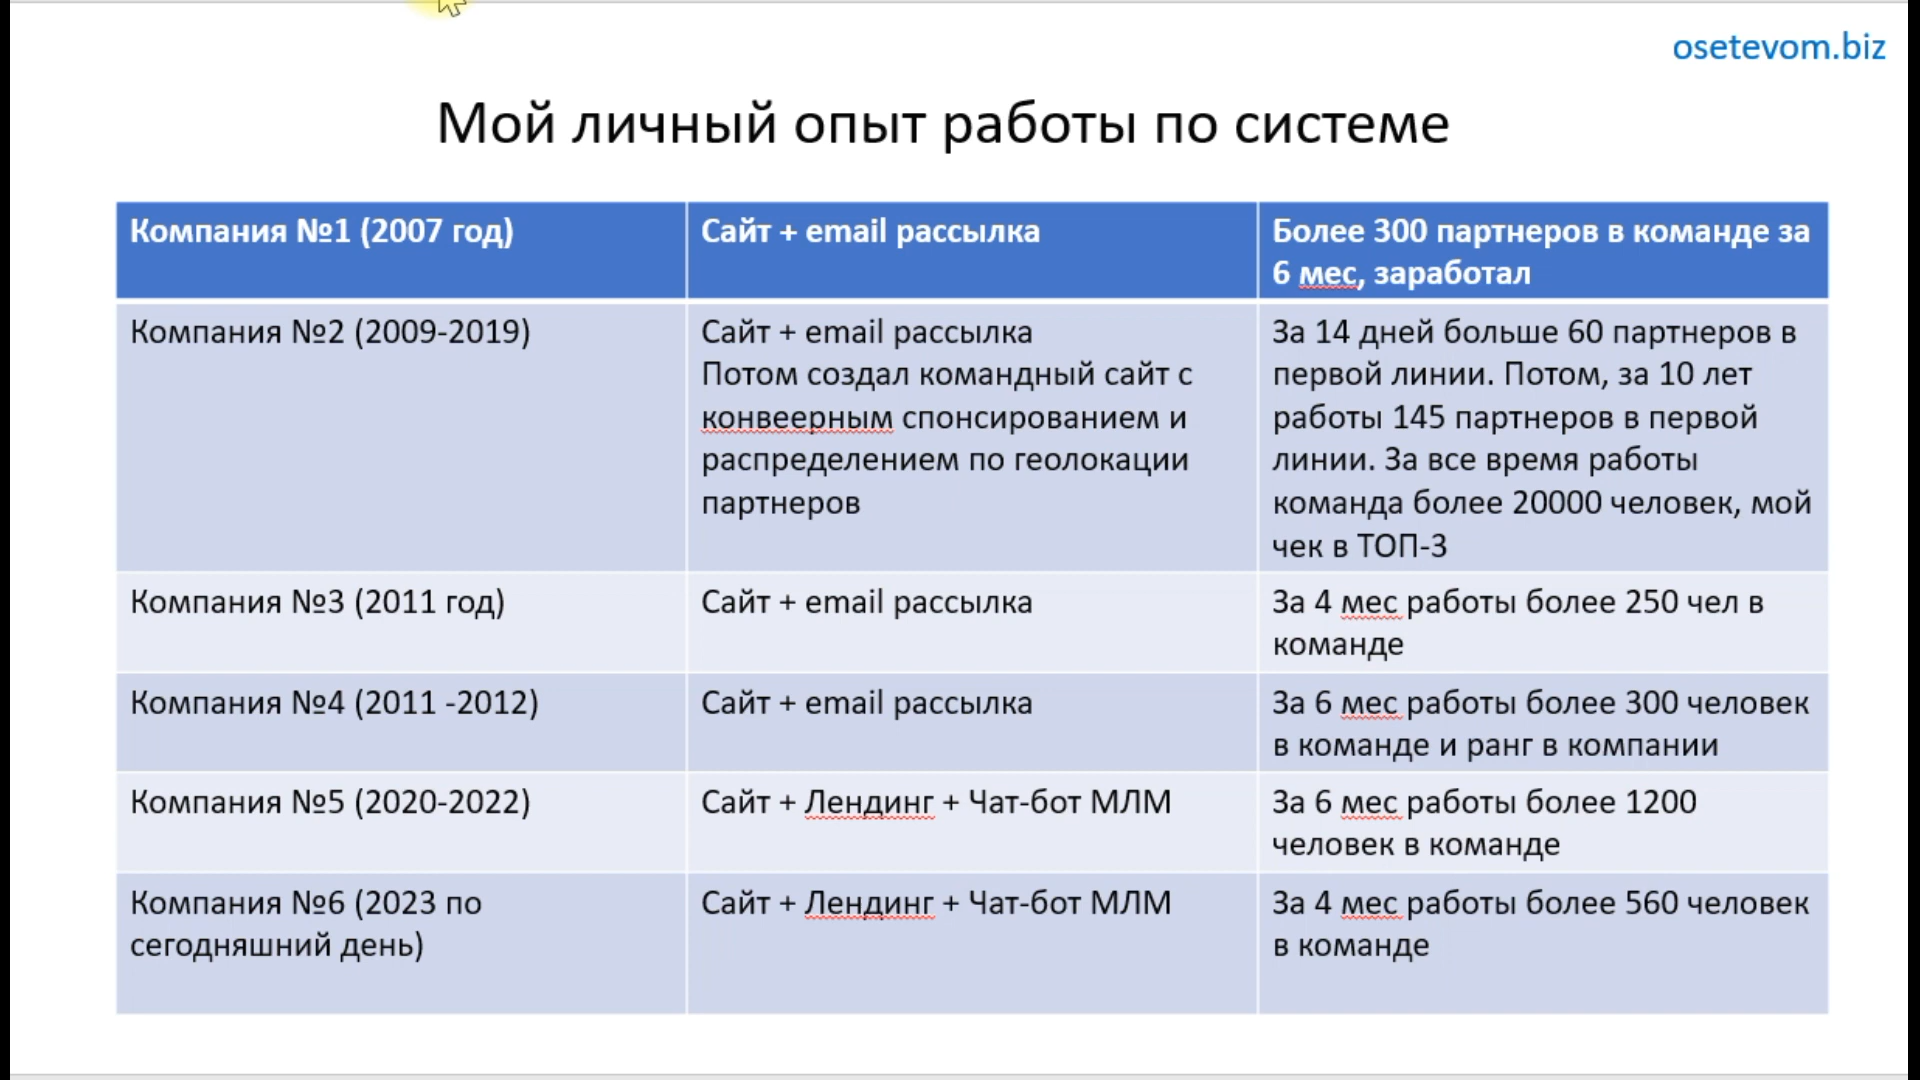 osetevom.biz
Мой личный опыт работы по системе
Компания №1 (2007 год)
Сайт + email рассылка
Более 300 партнеров в команде за
6 мес, заработал
Компания №2 (2009-2019)
Сайт + email рассылка
Потом создал командный сайт с
конвеерным спонсированием и
распределением по геолокации
партнеров
За 14 дней больше 60 партнеров в
первой линии. Потом, за 10 лет
работы 145 партнеров в первой
линии. За все время работы
команда более 20000 человек, мой
чек в ТОП-3
Компания №3 (2011 год)
Сайт + email рассылка
За 4 мес работы более 250 чел в
команде
Компания №4 (2011 -2012)
Сайт + email рассылка
За 6 мес работы более 300 человек
в команде и ранг в компании
Компания №5 (2020-2022)
Сайт + Лендинг + Чат-бот МЛМ
За 6 мес работы более 1200
человек в команде
Компания №6 (2023 по
сегодняшний день)
Сайт + Лендинг + Чат-бот МЛМ
За 4 мес работы более 560 человек
в команде